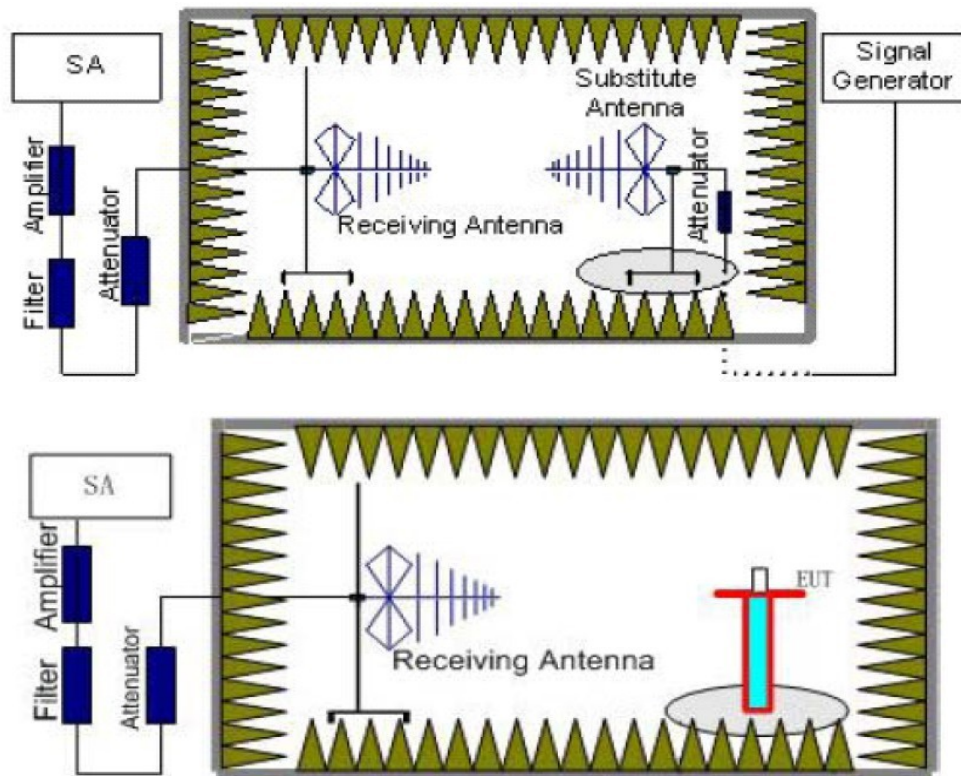 SA
Signal
Generator
Substitute
Antenna
Amplifier
Attenuator
Attenuator
Receiving Antenna
Filter
SA
Amplifier
EUT
Receiving Antenna
Filter
Attenuator